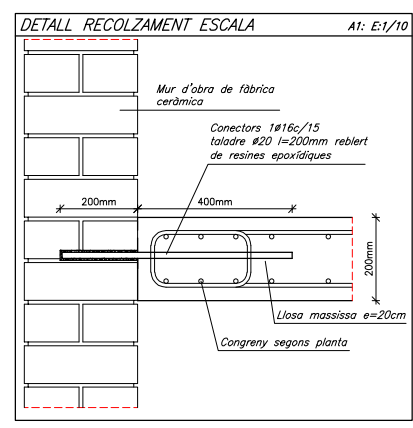 DETALL RECOLZAMENT ESCALA
A1: E:1/10
Mur d'obra de fàbrica
ceràmica
Conectors 1ø16c/15
taladre ø20 l=200mm reblert
de resines epoxídiques
200mm
400mm
200mm
Llosa massissa e=20cm
Congreny segons planta